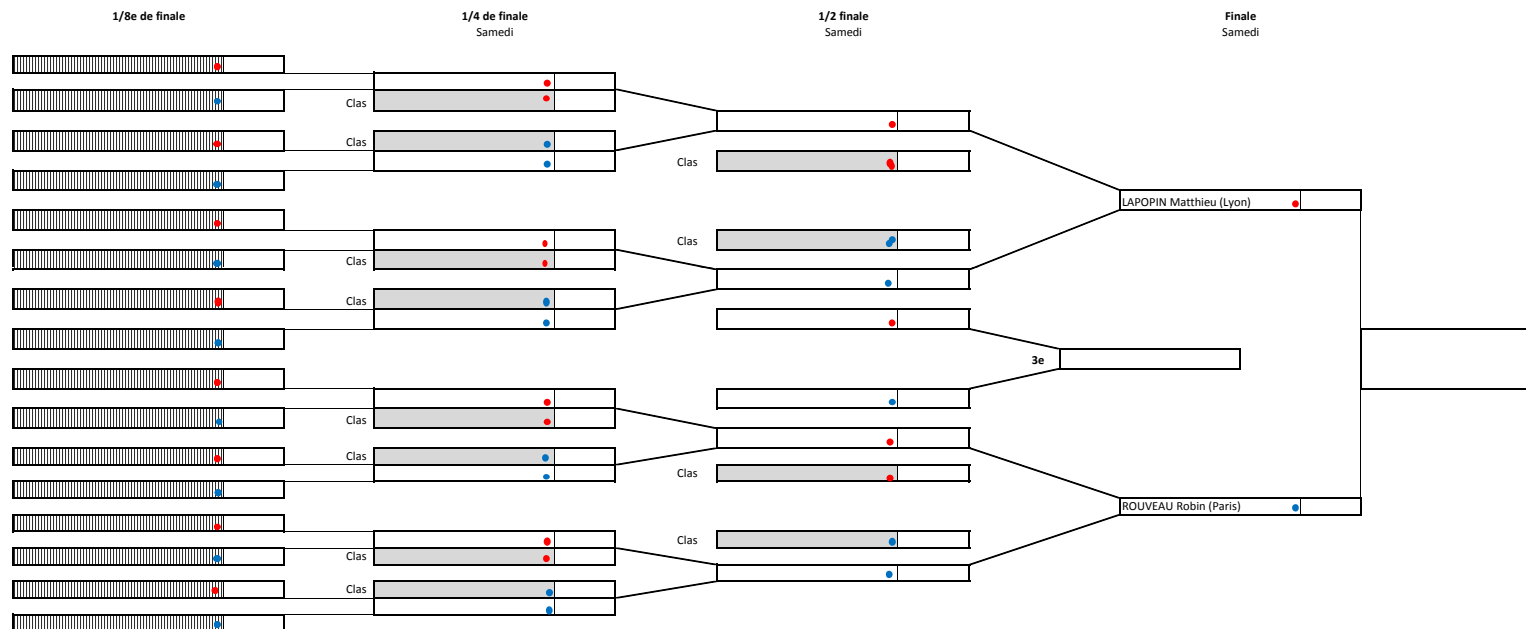 1/8e de finale
1/4 de finale
1/2 finale
Finale
Samedi
Samedi
Samedi
Clas
Clas
Clas
LAPOPIN Matthieu (Lyon)
Clas
Clas
Clas
3e
Clas
Clas
Clas
ROUVEAU Robin (Paris)
Clas
Clas
Clas